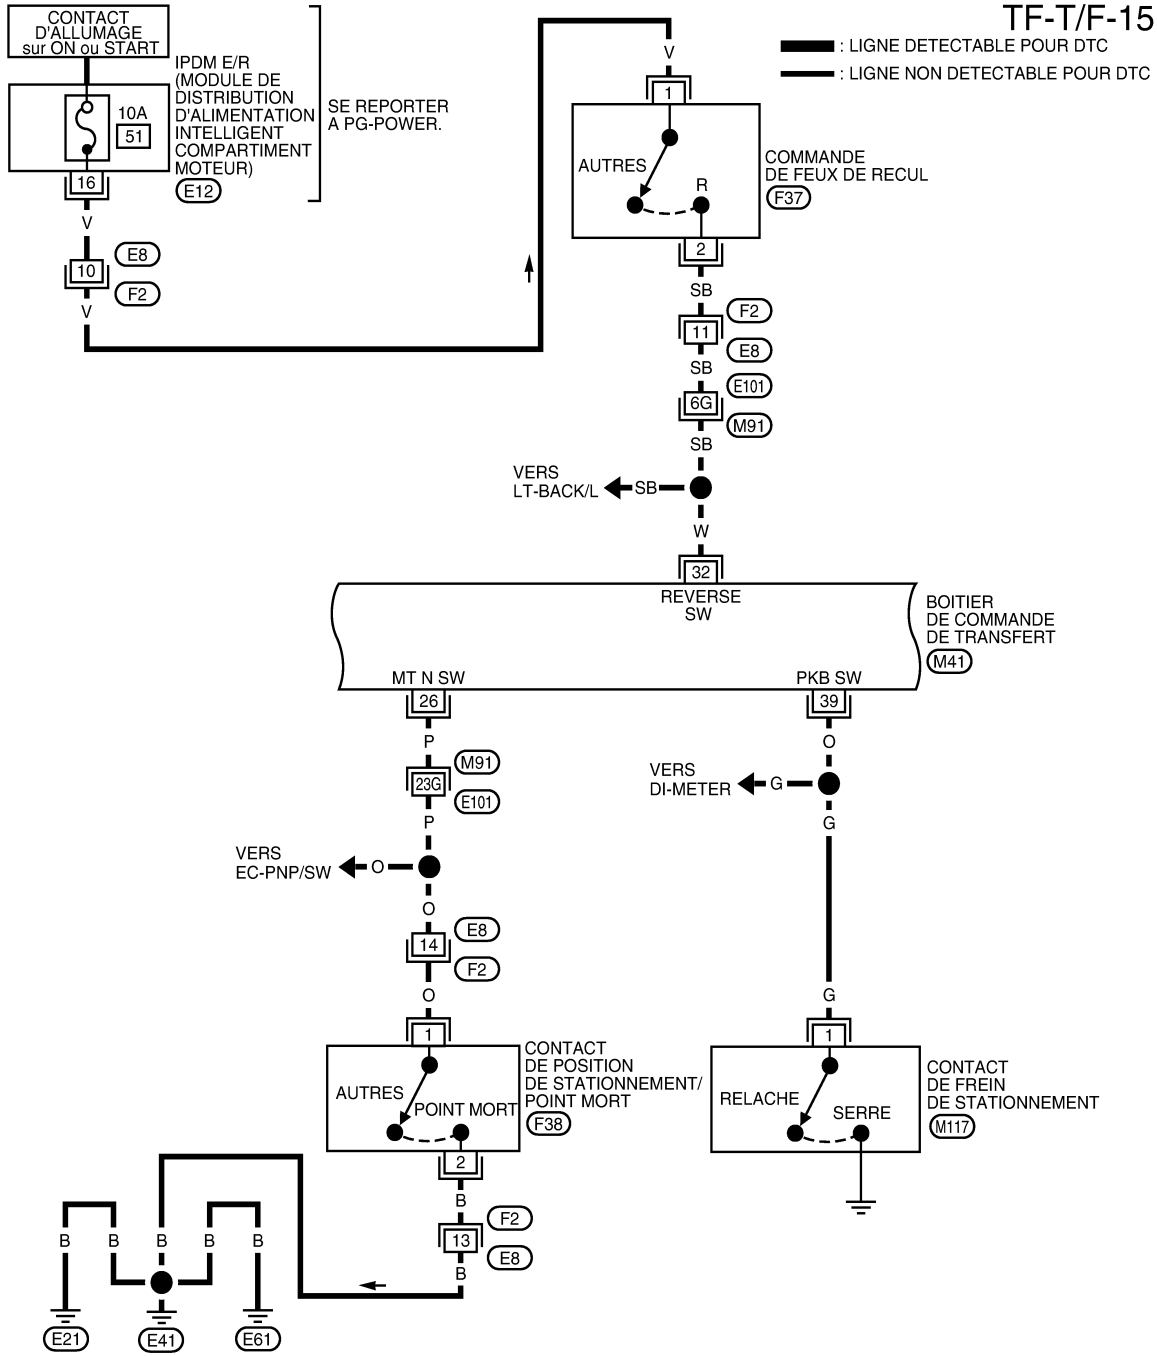 TF-T/F-15
: LIGNE DETECTABLE POUR DTC
: LIGNE NON DETECTABLE POUR DTC
CONTACT
D'ALLUMAGE
sur ON ou START
10A
51
IPDM E/R
(MODULE DE
DISTRIBUTION
D'ALIMENTATION
INTELLIGENT
COMPARTIMENT
MOTEUR)
E12
SE REPORTER
A PG-POWER.
16
V
E8
10
F2
V
V
1
AUTRES
R
COMMANDE
DE FEUX DE RECUL
F37
2
SB
F2
11
E8
SB
E101
6G
M91
SB
VERS
LT-BACK/L
SB
W
32
REVERSE
SW
BOITIER
DE COMMANDE
DE TRANSFERT
M41
MT N SW
PKB SW
26
39
P
O
M91
23G
E101
VERS
DI-METER
G
P
G
VERS
EC-PNP/SW
O
O
E8
14
F2
O
G
1
1
AUTRES
POINT MORT
CONTACT
DE POSITION
DE STATIONNEMENT/
POINT MORT
F38
RELACHE
SERRE
CONTACT
DE FREIN
DE STATIONNEMENT
M117
2
B
F2
13
E8
B
B
B
B
B
B
E21
E41
E61